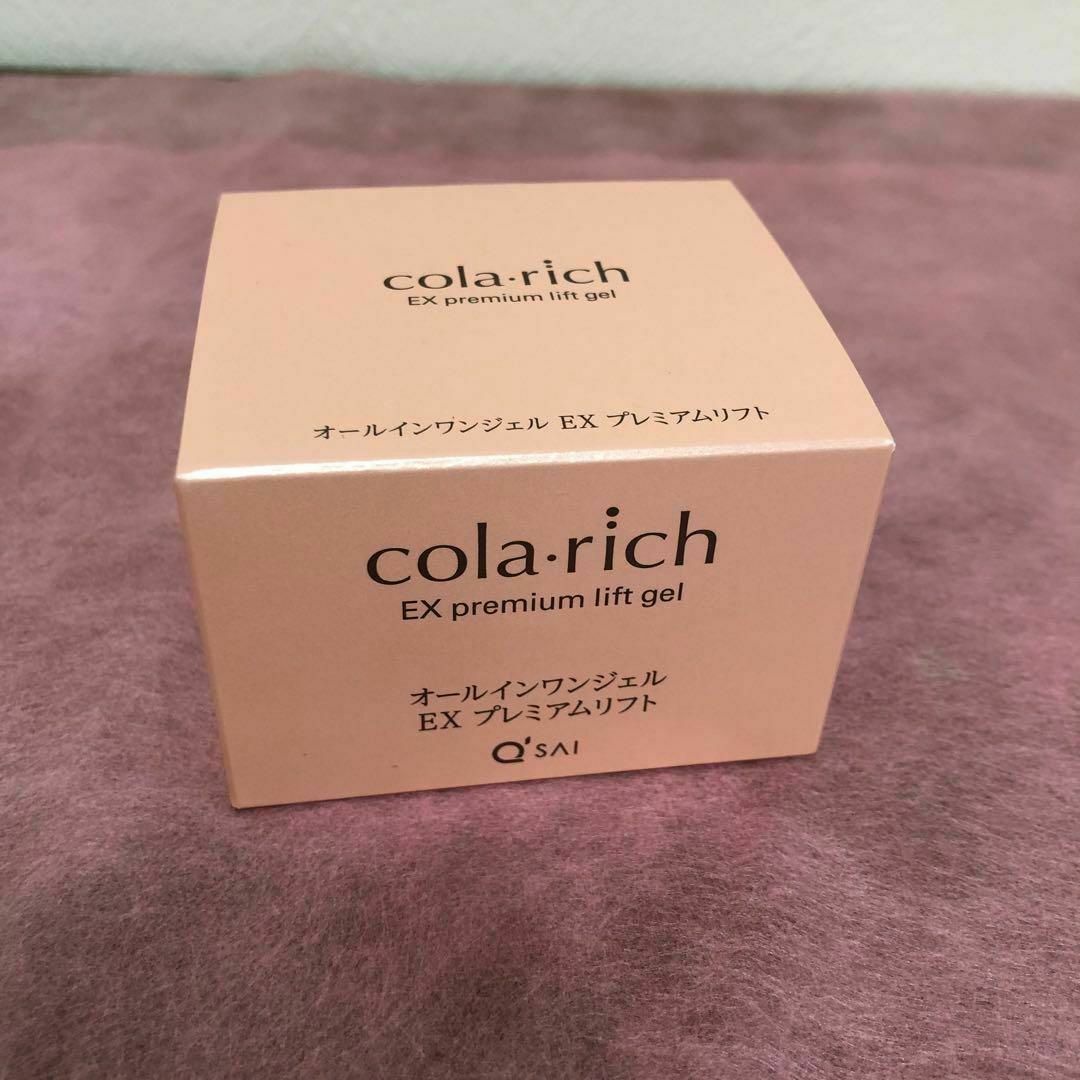 cola·rich
EX premium lift gel
オールインワンジェル EX プレミアムリフト
cola·rich
EX premium lift gel
オールインワンジェル
EX プレミアムリフト
Q'SAI